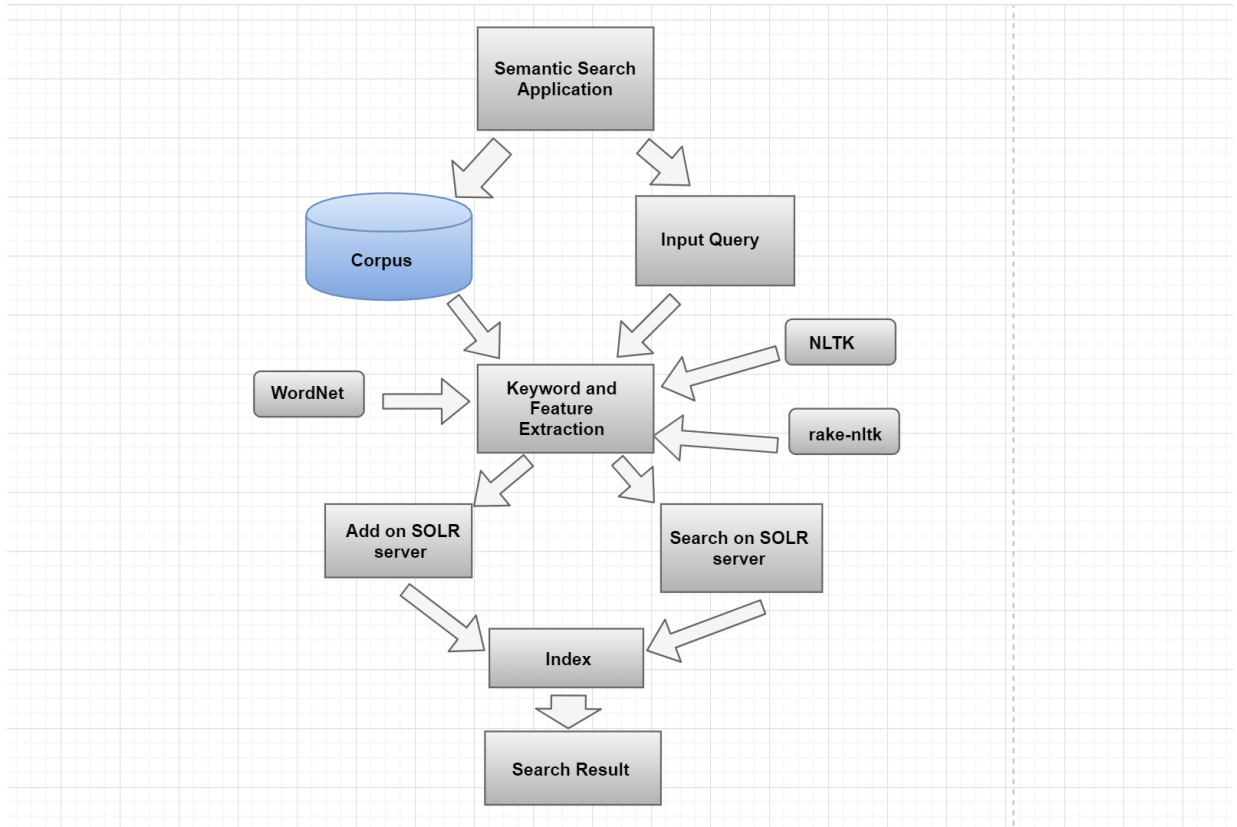 Semantic Search
Application
Corpus
Input Query
NLTK
WordNet
Keyword and
Feature
Extraction
rake-nltk
Add on SOLR
server
Search on SOLR
server
Index
Search Result